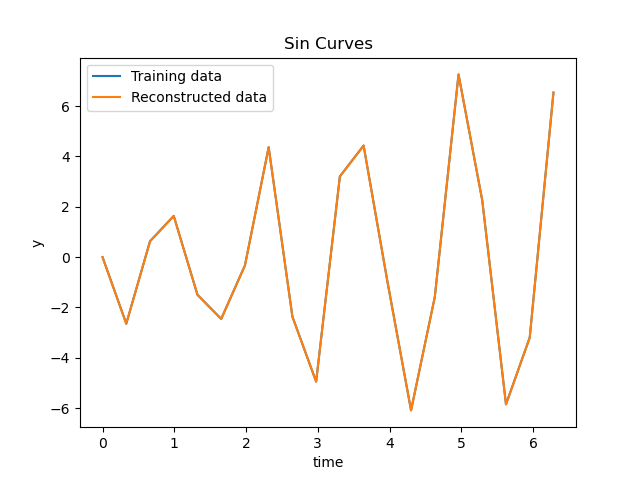 Sin Curves
Training data
Reconstructed data
6
4
2
0
−2
−4
−6
y
0 1 2 3 4 5 6
time